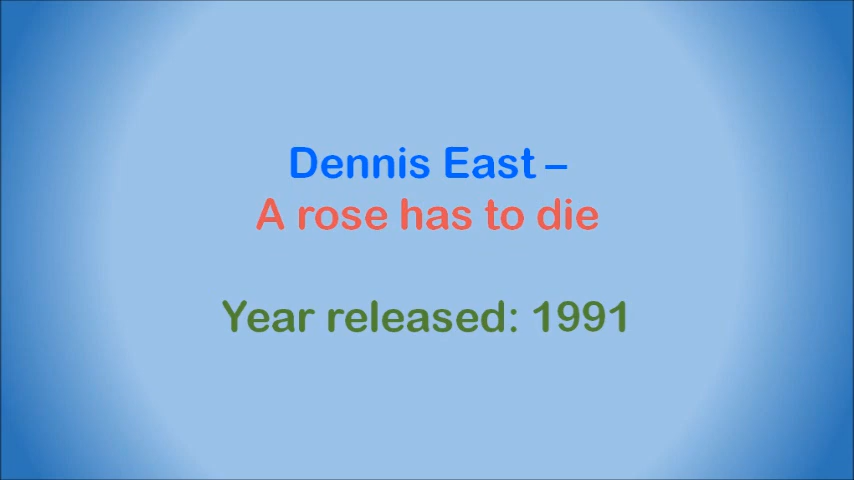 Dennis East –
A rose has to die
Year released: 1991